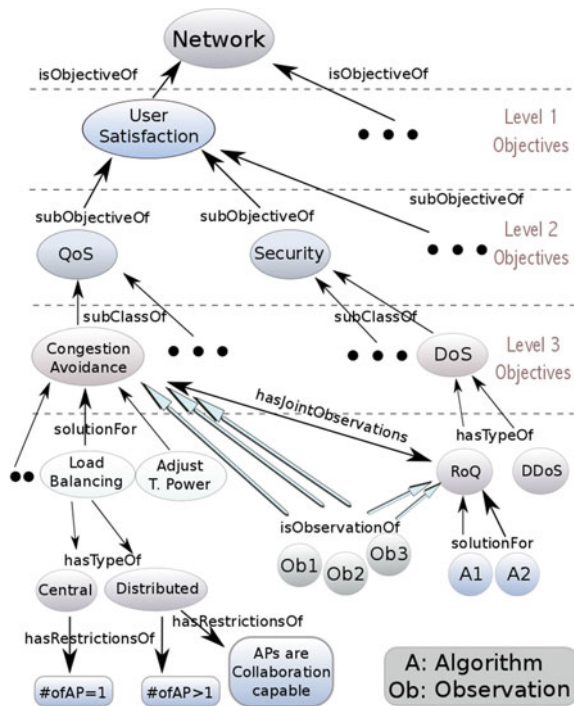 Network
isObjectiveOf
isObjectiveOf
User
Satisfaction
Level 1
Objectives
subObjectiveOf
subObjectiveOf
subObjectiveOf
Level 2
Objectives
QoS
Security
subClassOf
subClassOf
Congestion
Avoidance
DoS
Level 3
Objectives
hasJointObservations
solutionFor
hasTypeOf
Load
Balancing
Adjust
T. Power
RoQ
DDoS
isObservationOf
solutionFor
hasTypeOf
Ob1
Ob2
Ob3
A1
A2
Central
Distributed
hasRestrictionsOf
hasRestrictionsOf
#ofAP=1
#ofAP>1
APs are
Collaboration
capable
A: Algorithm
Ob: Observation